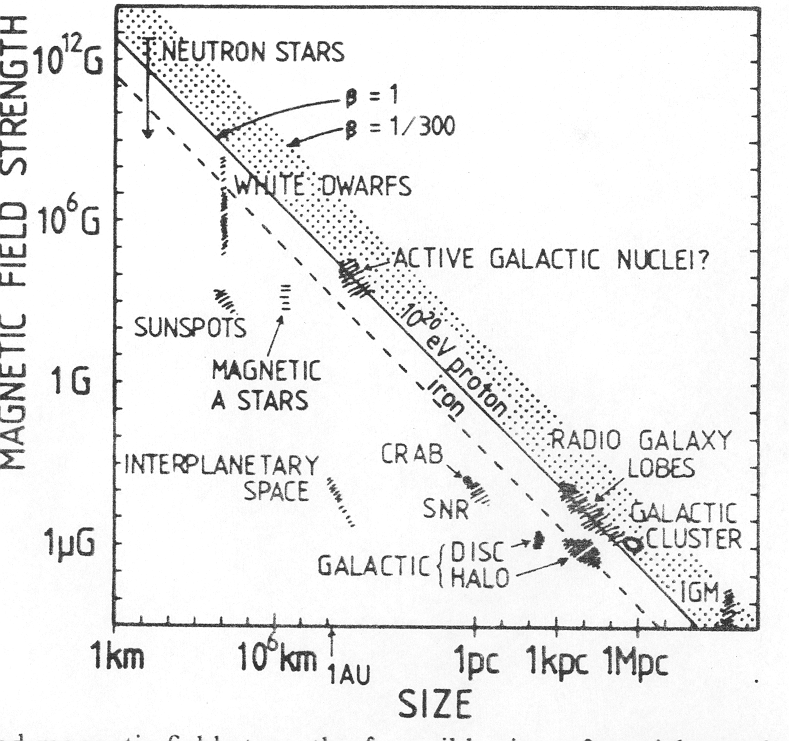 MAGNETIC FIELD STRENGTH
10¹²G
10⁶G
1G
1μG
NEUTRON STARS
β = 1
β = 1/300
WHITE DWARFS
ACTIVE GALACTIC NUCLEI?
SUNSPOTS
MAGNETIC
A STARS
10²⁰ eV proton
iron
INTERPLANETARY
SPACE
CRAB
SNR
RADIO GALAXY
LOBES
GALACTIC
CLUSTER
GALACTIC { DISC
HALO
IGM
1km
10⁶km
1AU
1pc
1kpc
1Mpc
SIZE